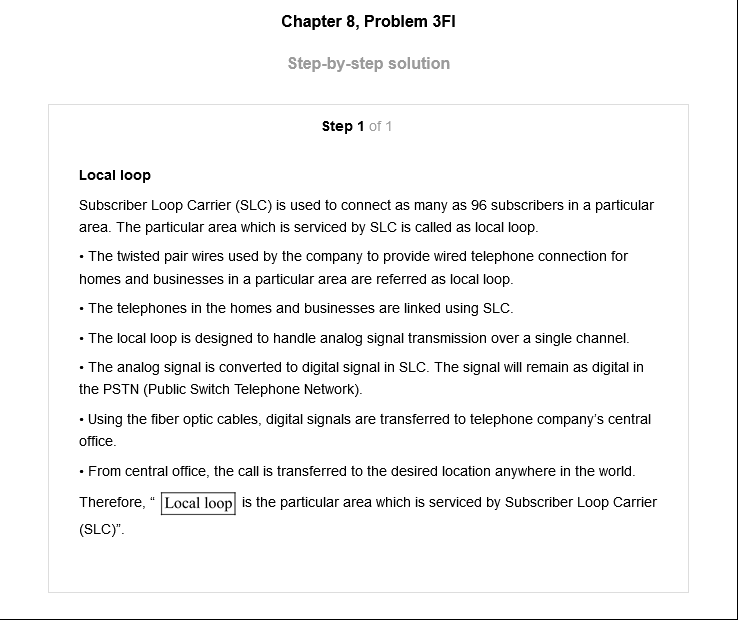 Chapter 8, Problem 3FI
Step-by-step solution
Step 1 of 1
Local loop
Subscriber Loop Carrier (SLC) is used to connect as many as 96 subscribers in a particular
area. The particular area which is serviced by SLC is called as local loop.
• The twisted pair wires used by the company to provide wired telephone connection for
homes and businesses in a particular area are referred as local loop.
• The telephones in the homes and businesses are linked using SLC.
• The local loop is designed to handle analog signal transmission over a single channel.
• The analog signal is converted to digital signal in SLC. The signal will remain as digital in
the PSTN (Public Switch Telephone Network).
• Using the fiber optic cables, digital signals are transferred to telephone company's central
office.
• From central office, the call is transferred to the desired location anywhere in the world.
Therefore, “ Local loop is the particular area which is serviced by Subscriber Loop Carrier
(SLC)”.